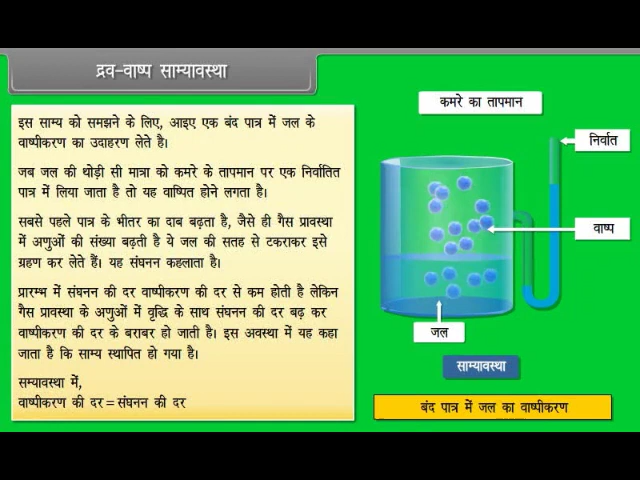 द्रव-वाष्प साम्यावस्था
इस साम्य को समझने के लिए, आइए एक बंद पात्र में जल के
वाष्पीकरण का उदाहरण लेते है।
जब जल की थोड़ी सी मात्रा को कमरे के तापमान पर एक निर्वातित
पात्र में लिया जाता है तो यह वाष्पित होने लगता है।
सबसे पहले पात्र के भीतर का दाब बढ़ता है, जैसे ही गैस प्रावस्था
में अणुओं की संख्या बढ़ती है ये जल की सतह से टकराकर इसे
ग्रहण कर लेते हैं। यह संघनन कहलाता है।
प्रारम्भ में संघनन की दर वाष्पीकरण की दर से कम होती है लेकिन
गैस प्रावस्था के अणुओं में वृद्धि के साथ संघनन की दर बढ़ कर
वाष्पीकरण की दर के बराबर हो जाती है। इस अवस्था में यह कहा
जाता है कि साम्य स्थापित हो गया है।
सम्यावस्था में,
वाष्पीकरण की दर = संघनन की दर
कमरे का तापमान
निर्वात
वाष्प
जल
साम्यावस्था
बंद पात्र में जल का वाष्पीकरण